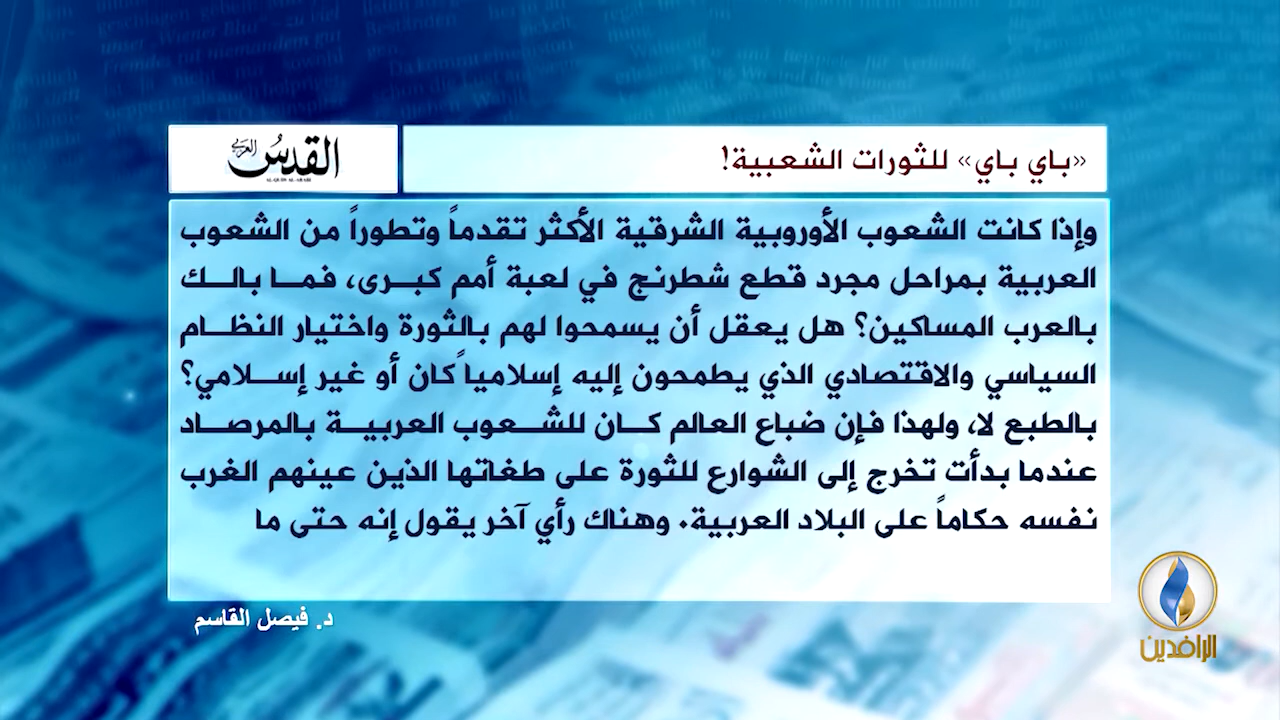 «باي باي» للثورات الشعبية!
القدس العربي
AL-QUDS AL-ARABI
وإذا كانت الشعوب الأوروبية الشرقية الأكثر تقدماً وتطوراً من الشعوب
العربية بمراحل مجرد قطع شطرنج في لعبة أمم كبرى، فما بالك
بالعرب المساكين؟ هل يعقل أن يسمحوا لهم بالثورة واختيار النظام
السياسي والاقتصادي الذي يطمحون إليه إسلامياً كان أو غير إسلامي؟
بالطبع لا، ولهذا فإن ضباع العالم كان للشعوب العربية بالمرصاد
عندما بدأت تخرج إلى الشوارع للثورة على طغاتها الذين عينهم الغرب
نفسه حكاماً على البلاد العربية. وهناك رأي آخر يقول إنه حتى ما
د. فيصل القاسم
الرافدين